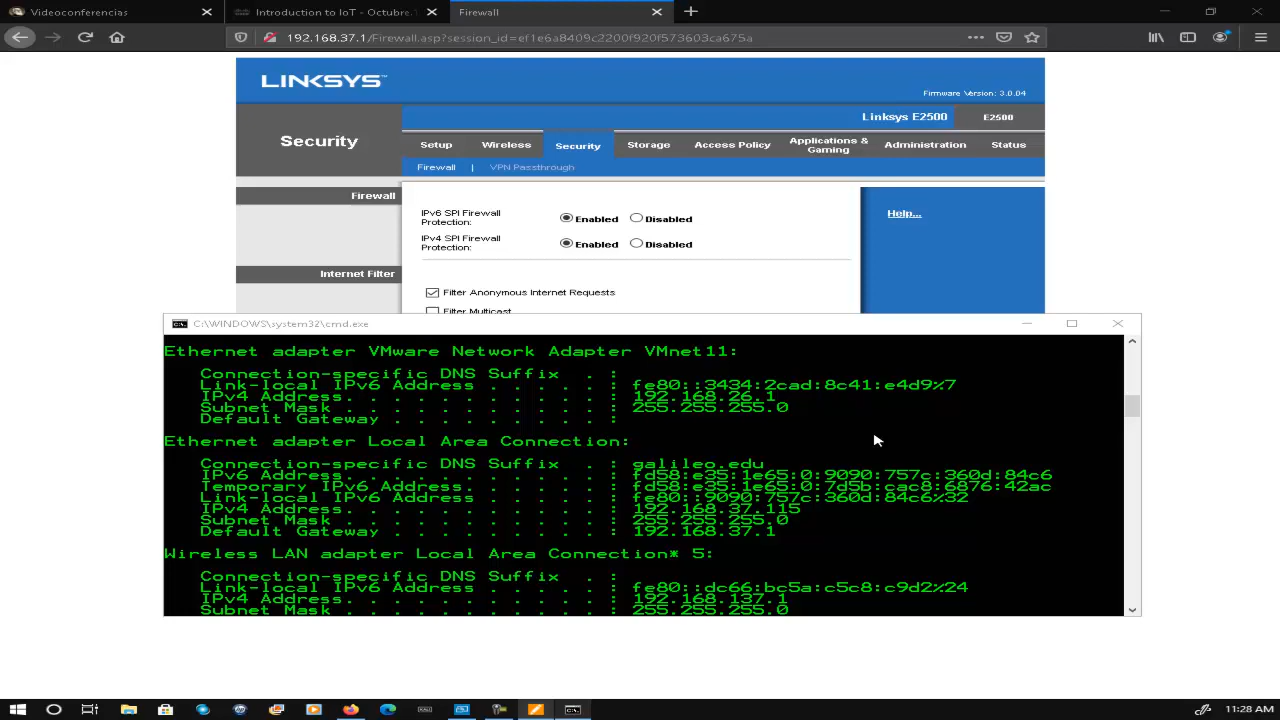 Videoconferencias
Introduction to IoT - Octubre.
Firewall
192.168.37.1/Firewall.asp?session_id=ef1e6a8409c2200f920f573603ca675a
LINKSYS™
Firmware Version: 3.0.04
Linksys E2500
E2500
Security
Setup
Wireless
Security
Storage
Access Policy
Applications &
Gaming
Administration
Status
Firewall | VPN Passthrough
Firewall
IPv6 SPI Firewall
Protection:
Enabled Disabled
IPv4 SPI Firewall
Protection:
Enabled Disabled
Help...
Internet Filter
Filter Anonymous Internet Requests
Filter Multicast
C:\WINDOWS\system32\cmd.exe
Ethernet adapter VMware Network Adapter VMnet11:
Connection-specific DNS Suffix . :
Link-local IPv6 Address . . . . . : fe80::3434:2cad:8c41:e4d9%7
IPv4 Address. . . . . . . . . . . : 192.168.26.1
Subnet Mask . . . . . . . . . . . : 255.255.255.0
Default Gateway . . . . . . . . . :
Ethernet adapter Local Area Connection:
Connection-specific DNS Suffix . : galileo.edu
IPv6 Address. . . . . . . . . . . : fd58:e35:1e65:0:9090:757c:360d:84c6
Temporary IPv6 Address. . . . . . : fd58:e35:1e65:0:7d5b:cac8:6876:42ac
Link-local IPv6 Address . . . . . : fe80::9090:757c:360d:84c6%32
IPv4 Address. . . . . . . . . . . : 192.168.37.115
Subnet Mask . . . . . . . . . . . : 255.255.255.0
Default Gateway . . . . . . . . . : 192.168.37.1
Wireless LAN adapter Local Area Connection* 5:
Connection-specific DNS Suffix . :
Link-local IPv6 Address . . . . . : fe80::dc66:bc5a:c5c8:c9d2%24
IPv4 Address. . . . . . . . . . . : 192.168.137.1
Subnet Mask . . . . . . . . . . . : 255.255.255.0
11:28 AM